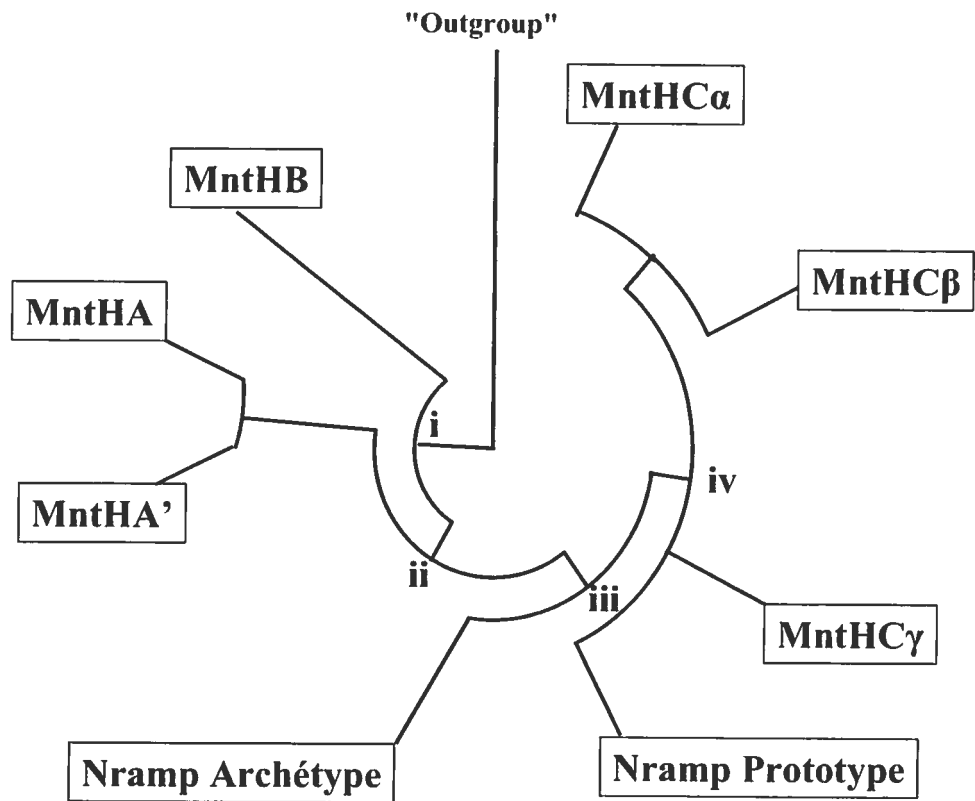 "Outgroup"
MntHCα
MntHB
MntHCβ
MntHA
i
iv
MntHA’
ii
iii
MntHCγ
Nramp Archétype
Nramp Prototype